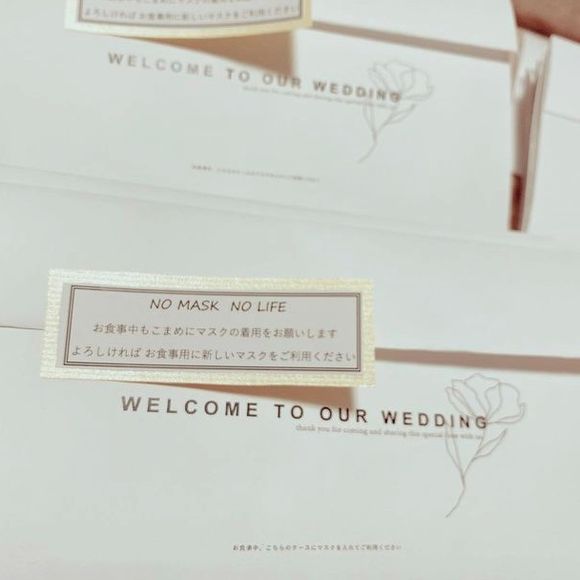 よろしければ お食事用に新しいマスクをご利用ください
WELCOME TO OUR WEDDING
NO MASK NO LIFE
お食事中もこまめにマスクの着用をお願いします
よろしければ お食事用に新しいマスクをご利用ください
WELCOME TO OUR WEDDING
thank you for coming and sharing the special time with us
お食事中、こちらのケースにマスクを入れてご利用ください